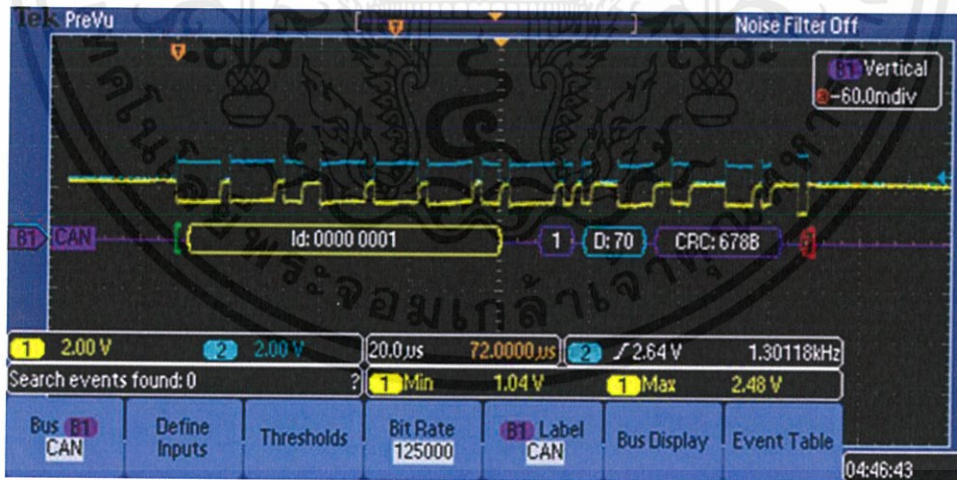 Tek PreVu
Noise Filter Off
B1 Vertical
-60.0mdiv
B1 CAN
Id: 0000 0001
1
D: 70
CRC: 678B
1 2.00 V
2 2.00 V
20.0µs 72.0000µs
2 2.64 V 1.30118kHz
Search events found: 0 ?
1 Min 1.04 V
1 Max 2.48 V
Bus B1
CAN
Define
Inputs
Thresholds
Bit Rate
125000
B1 Label
CAN
Bus Display
Event Table
04:46:43